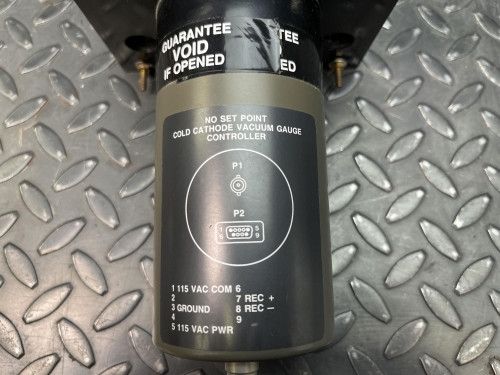 GUARANTEE
VOID
IF OPENED
TEE
ED
NO SET POINT
COLD CATHODE VACUUM GAUGE
CONTROLLER
P1
P2
1 5
6 9
1 115 VAC COM 6
2 7 REC +
3 GROUND 8 REC −
4 9
5 115 VAC PWR